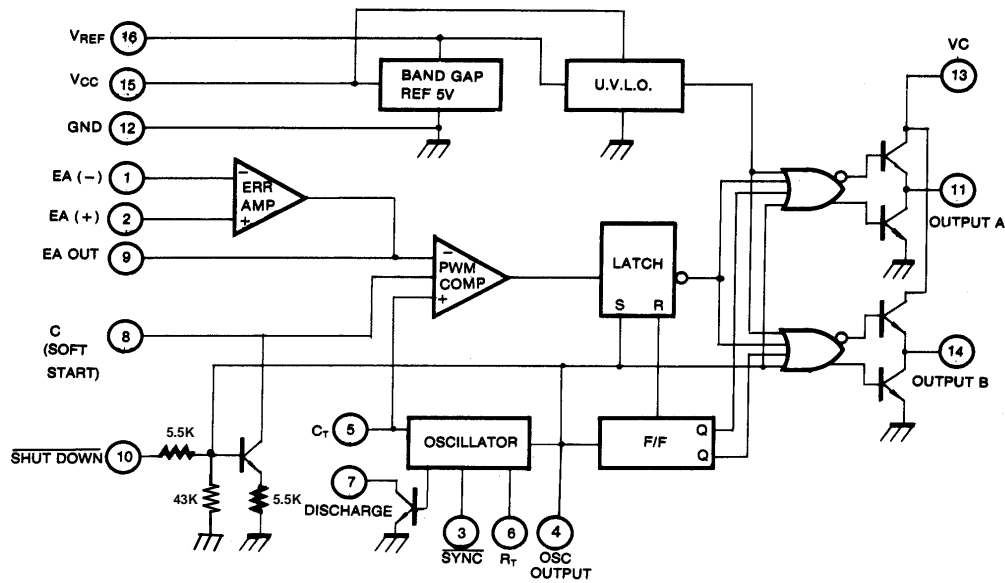 VREF 16
VCC 15
GND 12
EA (−) 1
EA (+) 2
EA OUT 9
C
(SOFT
START)
8
SHUT DOWN 10
BAND GAP
REF 5V
U.V.L.O.
VC
13
ERR
AMP
−
+
11
OUTPUT A
−
PWM
COMP
+
LATCH
S R
14
OUTPUT B
5.5K
43K
5.5K
CT 5
OSCILLATOR
F/F
Q
Q
7
DISCHARGE
3
SYNC
6
RT
4
OSC
OUTPUT